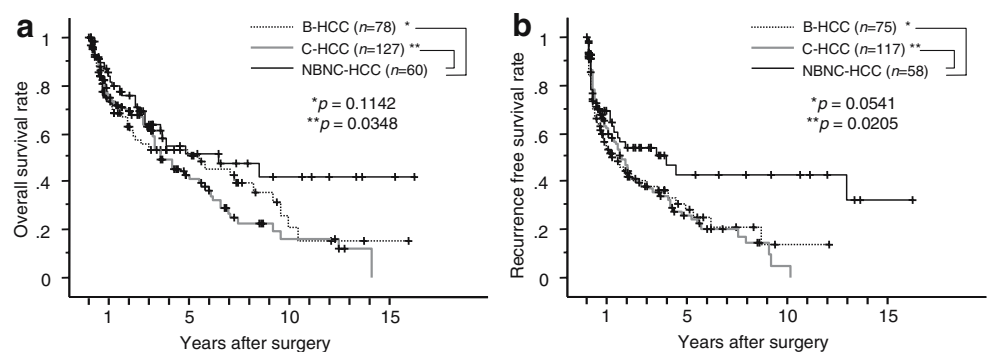 a
B-HCC (n=78) *
C-HCC (n=127) **
NBNC-HCC (n=60)
*p = 0.1142
**p = 0.0348
Overall survival rate
1
.8
.6
.4
.2
0
1 5 10 15
Years after surgery
b
B-HCC (n=75) *
C-HCC (n=117) **
NBNC-HCC (n=58)
*p = 0.0541
**p = 0.0205
Recurrence free survival rate
1
.8
.6
.4
.2
0
1 5 10 15
Years after surgery